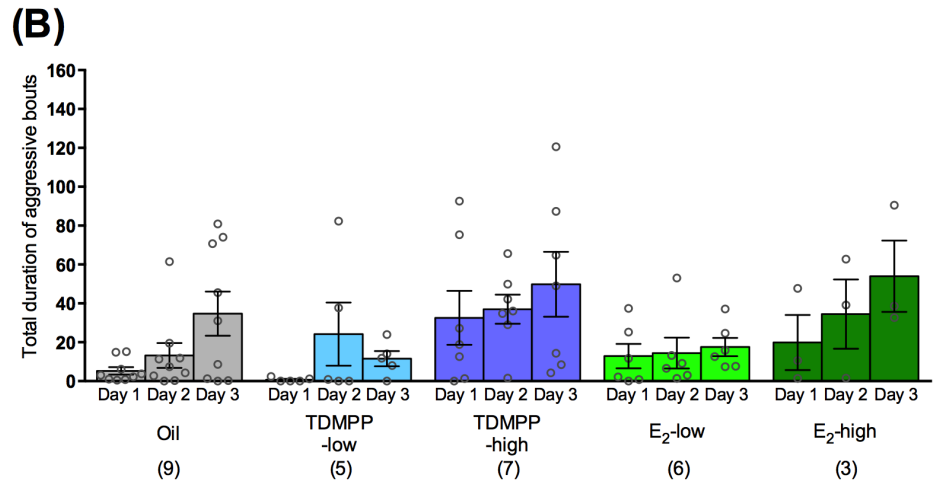 (B)
Total duration of aggressive bouts
160
140
120
100
80
60
40
20
0
Day 1 Day 2 Day 3 Day 1 Day 2 Day 3 Day 1 Day 2 Day 3 Day 1 Day 2 Day 3 Day 1 Day 2 Day 3
Oil
(9)
TDMPP
-low
(5)
TDMPP
-high
(7)
E₂-low
(6)
E₂-high
(3)